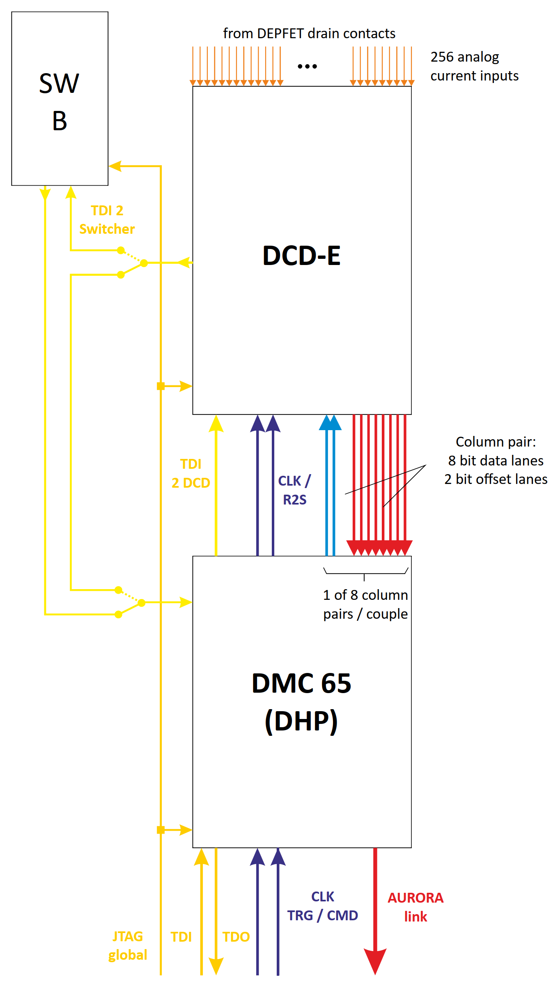 from DEPFET drain contacts
256 analog
current inputs
SW
B
TDI 2
Switcher
DCD-E
Column pair:
8 bit data lanes
2 bit offset lanes
TDI
2 DCD
CLK /
R2S
1 of 8 column
pairs / couple
DMC 65
(DHP)
CLK
TRG / CMD
AURORA
link
JTAG
global
TDI
TDO